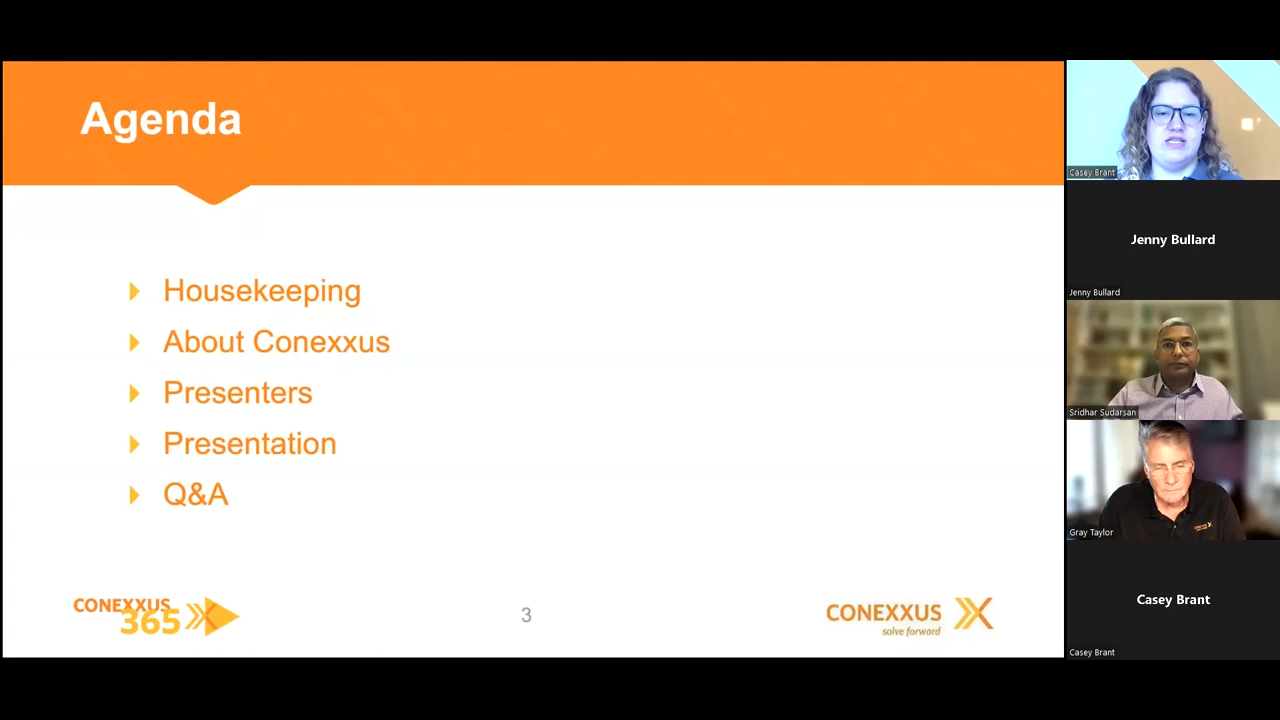 Agenda
Housekeeping
About Conexxus
Presenters
Presentation
Q&A
CONEXXUS
365
3
CONEXXUS
solve forward
Casey Brant
Jenny Bullard
Jenny Bullard
Sridhar Sudarsan
Gray Taylor
Casey Brant
Casey Brant